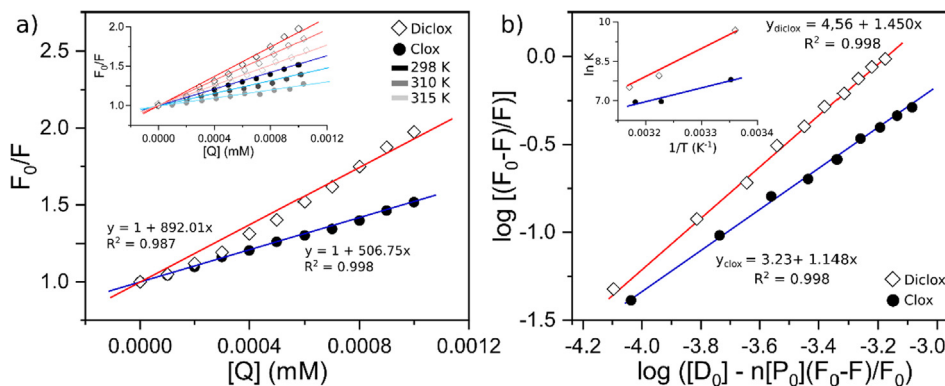 a)
2.5
2.0
1.5
1.0
F₀/F
2.0
1.5
1.0
F₀/F
0.0000
0.0004
0.0008
0.0012
[Q] (mM)
Diclox
Clox
298 K
310 K
315 K
y = 1 + 892.01x
R² = 0.987
y = 1 + 506.75x
R² = 0.998
0.0000
0.0004
0.0008
0.0012
[Q] (mM)
b)
0.0
-0.5
-1.0
-1.5
log [(F₀-F)/F)]
ln K
7.0
0.0032
0.0033
0.0034
1/T (K⁻¹)
y_diclox = 4,56 + 1.450x
R² = 0.998
y_clox = 3.23+ 1.148x
R² = 0.998
Diclox
Clox
-4.2
-4.0
-3.8
-3.6
-3.4
-3.2
-3.0
log ([D₀] - n[P₀](F₀-F)/F₀)